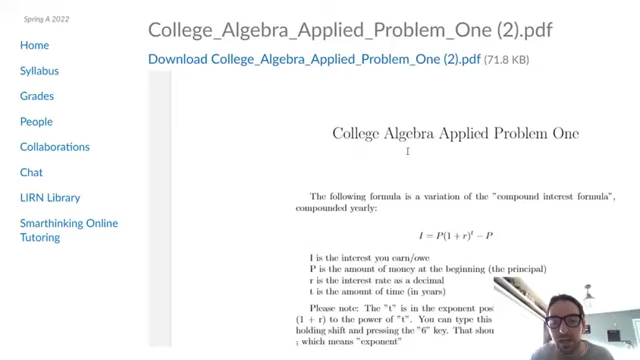 Spring A 2022
College_Algebra_Applied_Problem_One (2).pdf
Home
Download College_Algebra_Applied_Problem_One (2).pdf (71.8 KB)
Syllabus
Grades
People
Collaborations
Chat
LIRN Library
Smarthinking Online
Tutoring
College Algebra Applied Problem One
The following formula is a variation of the "compound interest formula",
compounded yearly:
I = P(1 + r)^t − P
I is the interest you earn/owe
P is the amount of money at the beginning (the principal)
r is the interest rate as a decimal
t is the amount of time (in years)
Please note: The "t" is in the exponent
(1 + r) to the power of "t". You can type this
holding shift and pressing the "6" key. That
, which means "exponent"